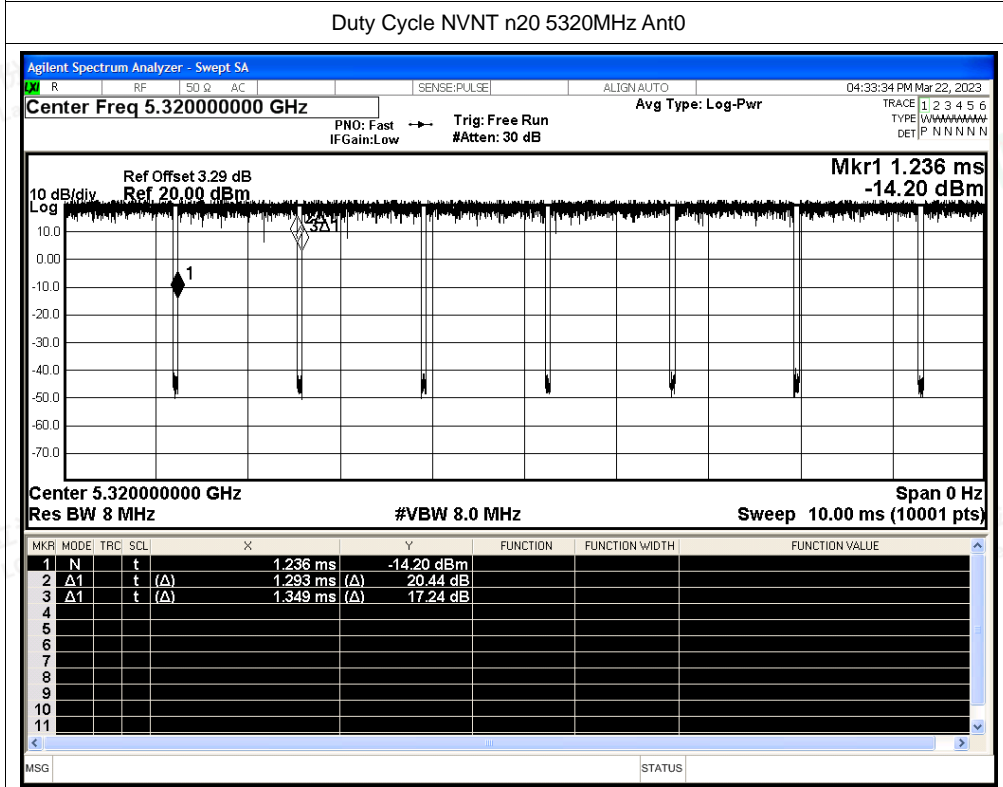 Duty Cycle NVNT n20 5320MHz Ant0
Agilent Spectrum Analyzer - Swept SA
LXI R RF 50 Ω AC SENSE:PULSE ALIGN AUTO 04:33:34 PM Mar 22, 2023
Center Freq 5.320000000 GHz Avg Type: Log-Pwr TRACE 1 2 3 4 5 6
PNO: Fast Trig: Free Run TYPE WWWWWW
IFGain:Low #Atten: 30 dB DET P N N N N N
Mkr1 1.236 ms
Ref Offset 3.29 dB
10 dB/div Ref 20.00 dBm -14.20 dBm
Log
10.0
0.00
-10.0
-20.0
-30.0
-40.0
-50.0
-60.0
-70.0
1
3Δ1
Center 5.320000000 GHz Span 0 Hz
Res BW 8 MHz #VBW 8.0 MHz Sweep 10.00 ms (10001 pts)
MKR MODE TRC SCL X Y FUNCTION FUNCTION WIDTH FUNCTION VALUE
1 N t 1.236 ms -14.20 dBm
2 Δ1 t (Δ) 1.293 ms (Δ) 20.44 dB
3 Δ1 t (Δ) 1.349 ms (Δ) 17.24 dB
4
5
6
7
8
9
10
11
MSG STATUS